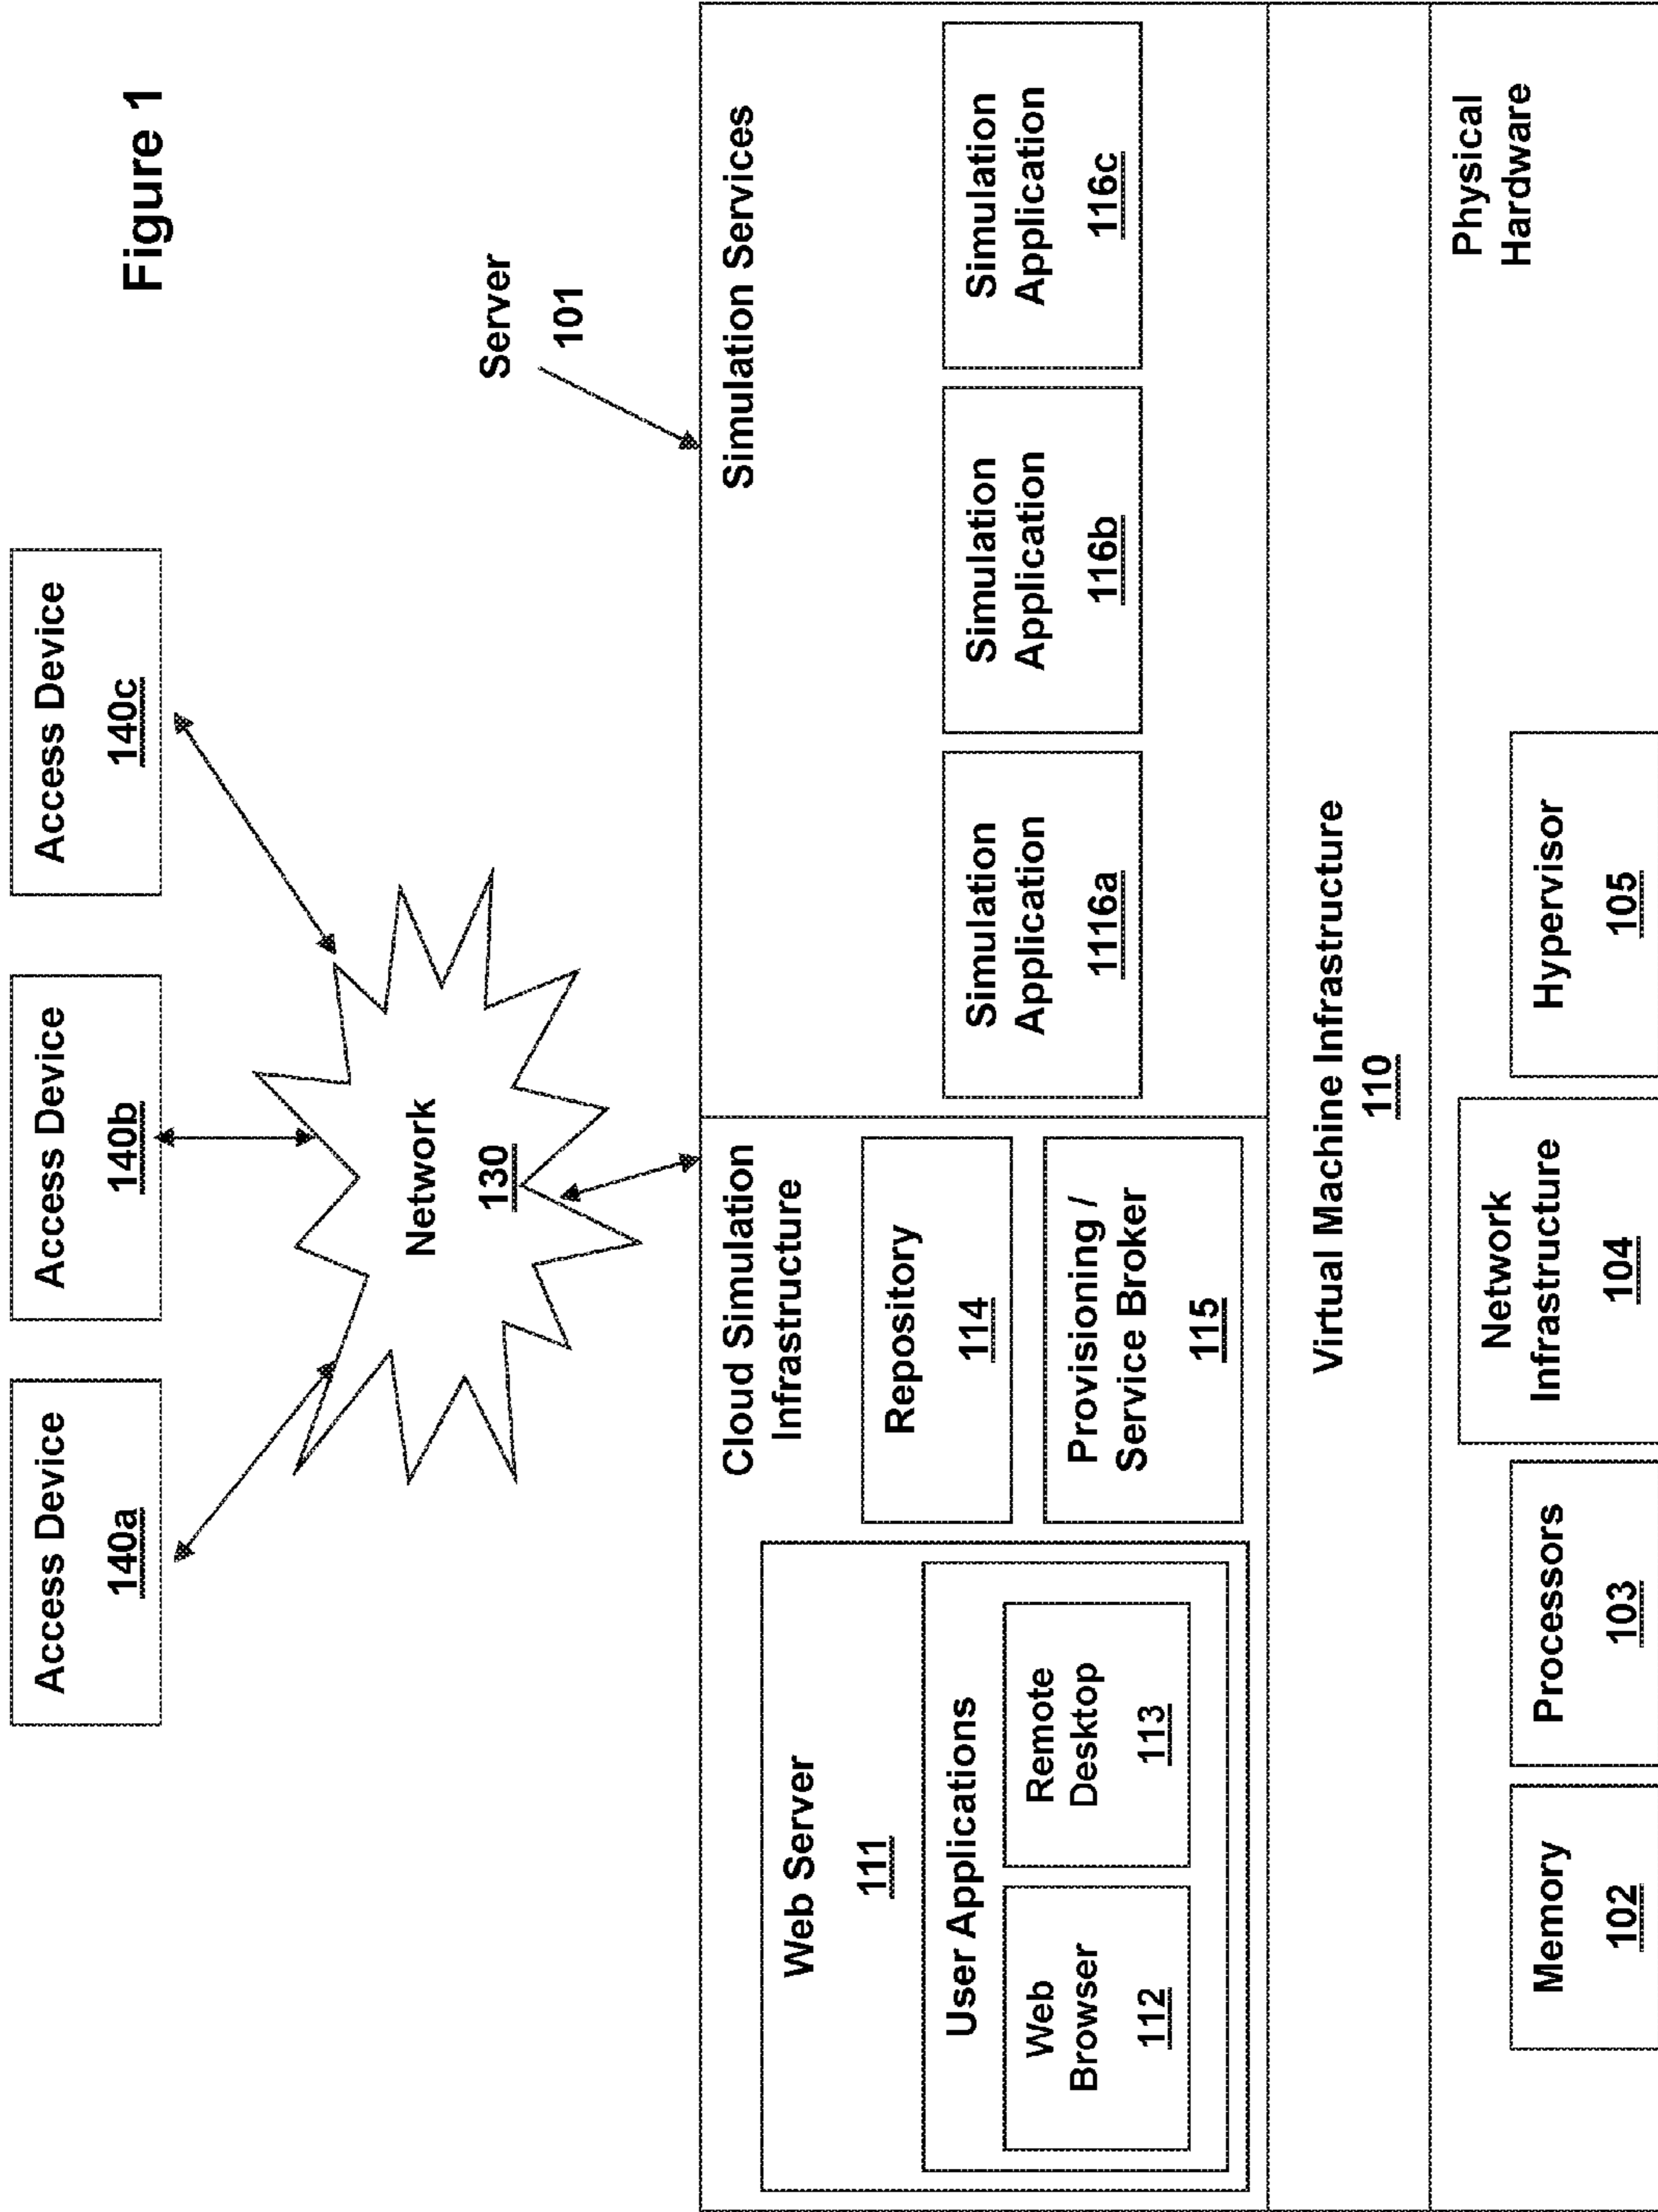 Figure 1
Access Device
140a
Access Device
140b
Access Device
140c
Network
130
Server
101
Cloud Simulation
Infrastructure
Web Server
111
User Applications
Web
Browser
112
Remote
Desktop
113
Repository
114
Provisioning /
Service Broker
115
Simulation Services
Simulation
Application
1116a
Simulation
Application
116b
Simulation
Application
116c
Virtual Machine Infrastructure
110
Physical
Hardware
Memory
102
Processors
103
Network
Infrastructure
104
Hypervisor
105